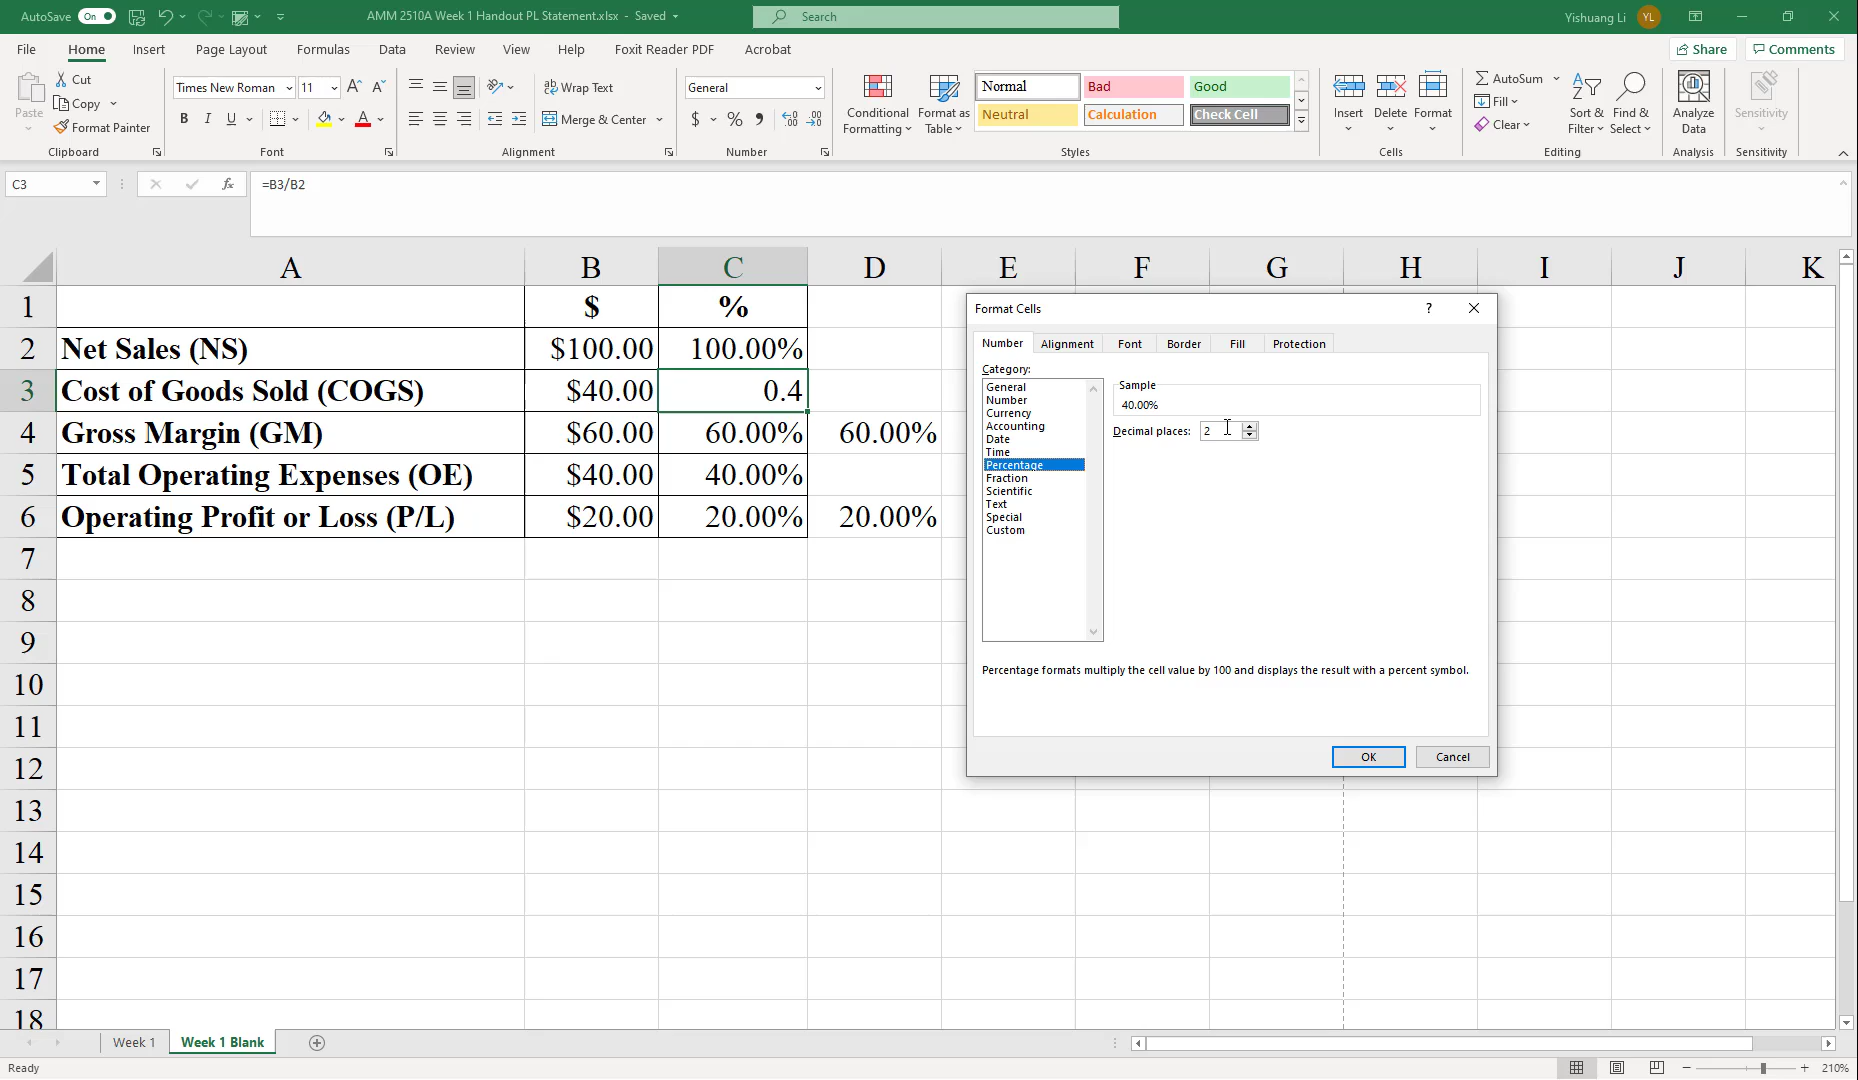 AutoSave On AMM 2510A Week 1 Handout PL Statement.xlsx - Saved Search Yishuang Li YL
File Home Insert Page Layout Formulas Data Review View Help Foxit Reader PDF Acrobat Share Comments
Paste Cut Copy Format Painter
Clipboard
Times New Roman 11
B I U A
Font
Wrap Text
Merge & Center
Alignment
General
$ % 9
Number
Conditional Formatting
Format as Table
Normal Bad Good
Neutral Calculation Check Cell
Styles
Insert Delete Format
Cells
AutoSum
Fill
Clear
Sort & Filter
Find & Select
Editing
Analyze Data
Analysis
Sensitivity
Sensitivity
C3 fx =B3/B2
A B C D E F G H I J K
1 $ %
2 Net Sales (NS) $100.00 100.00%
3 Cost of Goods Sold (COGS) $40.00 0.4
4 Gross Margin (GM) $60.00 60.00% 60.00%
5 Total Operating Expenses (OE) $40.00 40.00%
6 Operating Profit or Loss (P/L) $20.00 20.00% 20.00%
7
8
9
10
11
12
13
14
15
16
17
18
Format Cells ?
Number Alignment Font Border Fill Protection
Category:
General
Number
Currency
Accounting
Date
Time
Percentage
Fraction
Scientific
Text
Special
Custom
Sample
40.00%
Decimal places: 2
Percentage formats multiply the cell value by 100 and displays the result with a percent symbol.
OK Cancel
Week 1 Week 1 Blank
Ready 210%